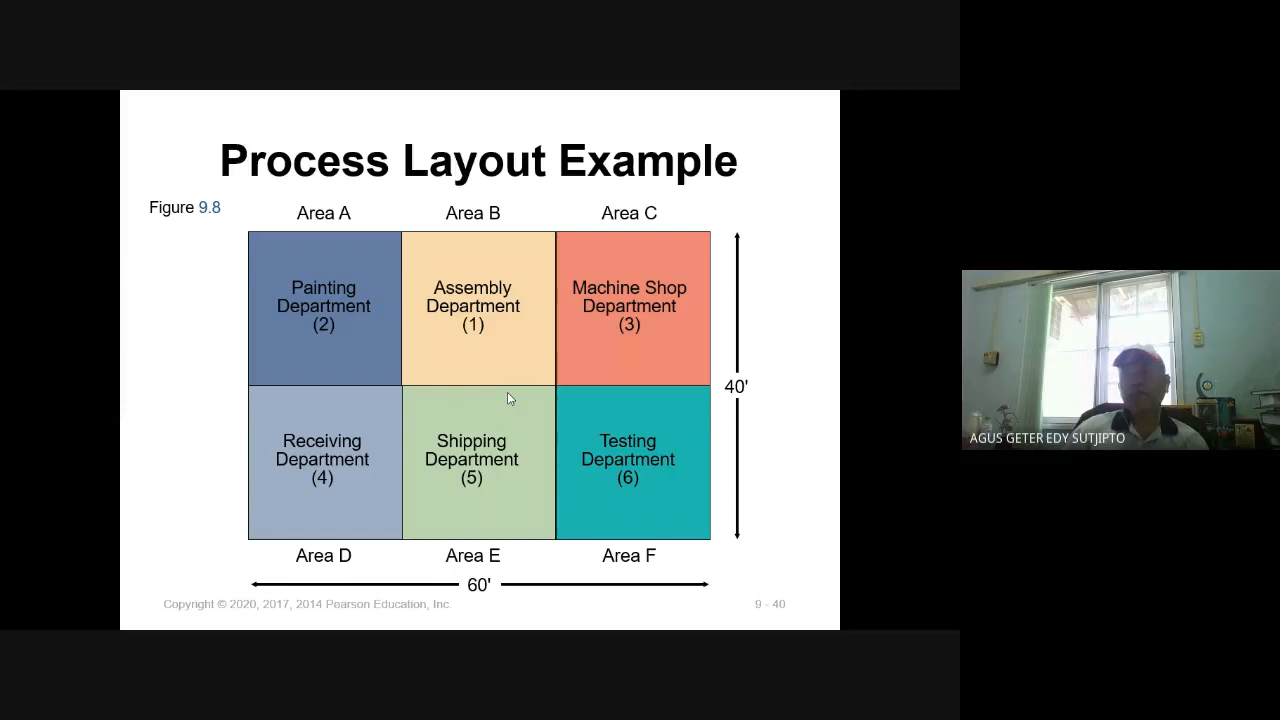 Process Layout Example
Figure 9.8
Area A
Area B
Area C
Painting
Department
(2)
Assembly
Department
(1)
Machine Shop
Department
(3)
40'
Receiving
Department
(4)
Shipping
Department
(5)
Testing
Department
(6)
Area D
Area E
Area F
60'
Copyright © 2020, 2017, 2014 Pearson Education, Inc.
9 - 40
AGUS GETER EDY SUTJIPTO